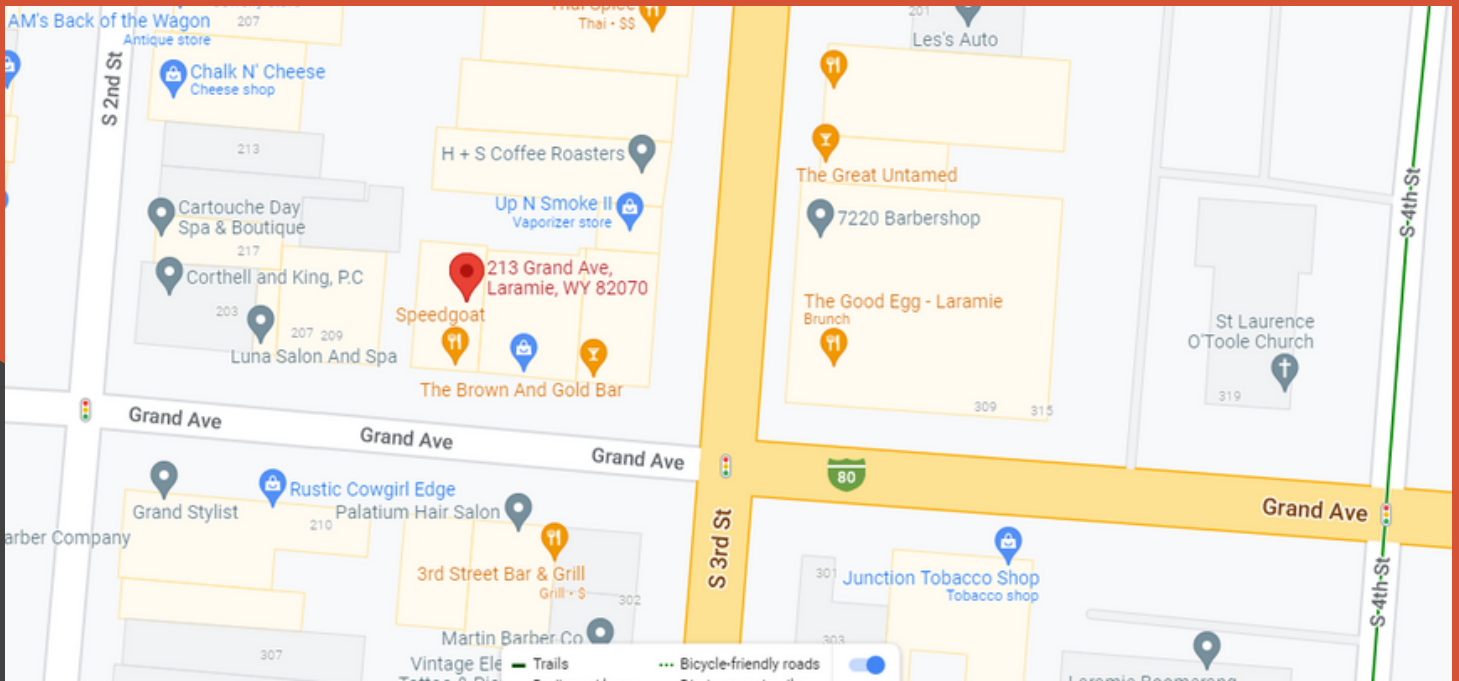 AM's Back of the Wagon
Antique store
207
Thai Spice
Thai · $$
201
Les's Auto
S 2nd St
Chalk N' Cheese
Cheese shop
213
H + S Coffee Roasters
The Great Untamed
S 4th St
Cartouche Day
Spa & Boutique
Up N Smoke II
Vaporizer store
7220 Barbershop
217
Corthell and King, P.C
213 Grand Ave,
Laramie, WY 82070
203
207
209
Luna Salon And Spa
Speedgoat
The Good Egg - Laramie
Brunch
St Laurence
O'Toole Church
The Brown And Gold Bar
309
315
319
Grand Ave
Grand Ave
Grand Ave
80
Grand Ave
Grand Stylist
Rustic Cowgirl Edge
210
Palatium Hair Salon
arber Company
S 3rd St
3rd Street Bar & Grill
Grill · $
302
301
Junction Tobacco Shop
Tobacco shop
S 4th St
303
Martin Barber Co
307
Vintage Ele
Trails
Bicycle-friendly roads
Laramie Boomerang